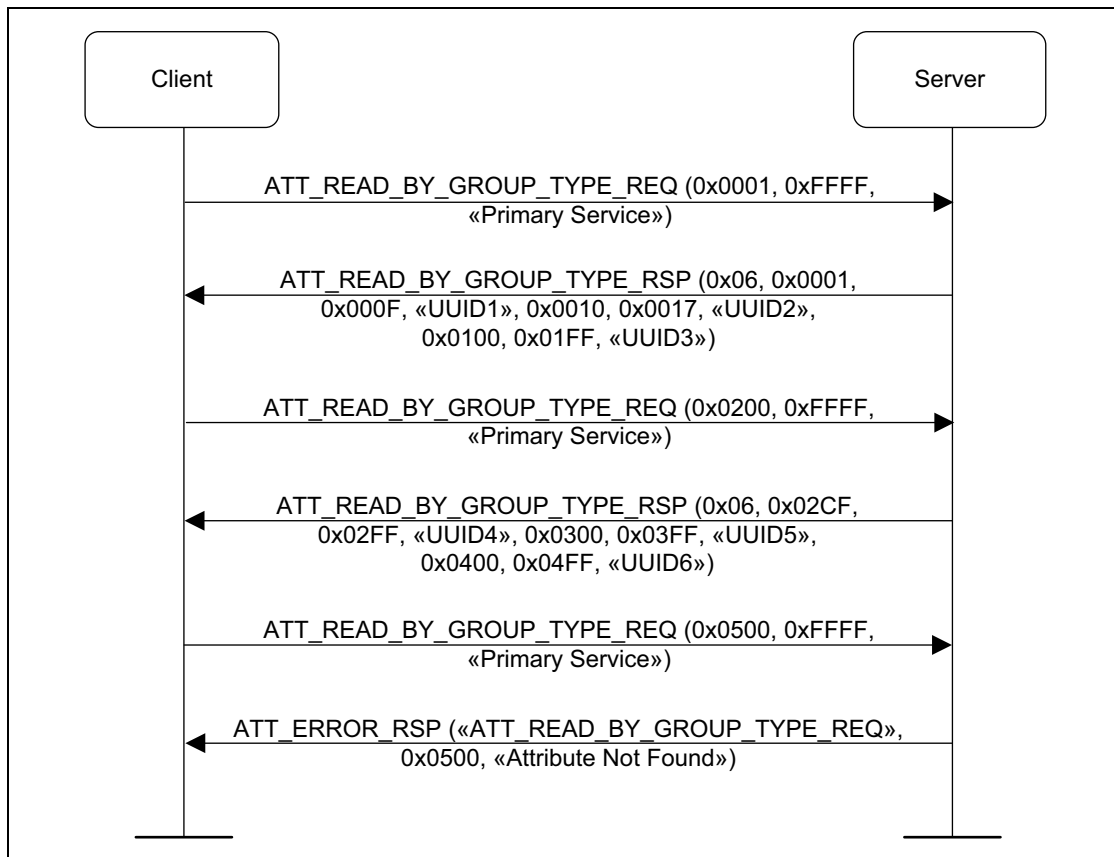 Client
Server
ATT_READ_BY_GROUP_TYPE_REQ (0x0001, 0xFFFF,
«Primary Service»)
ATT_READ_BY_GROUP_TYPE_RSP (0x06, 0x0001,
0x000F, «UUID1», 0x0010, 0x0017, «UUID2»,
0x0100, 0x01FF, «UUID3»)
ATT_READ_BY_GROUP_TYPE_REQ (0x0200, 0xFFFF,
«Primary Service»)
ATT_READ_BY_GROUP_TYPE_RSP (0x06, 0x02CF,
0x02FF, «UUID4», 0x0300, 0x03FF, «UUID5»,
0x0400, 0x04FF, «UUID6»)
ATT_READ_BY_GROUP_TYPE_REQ (0x0500, 0xFFFF,
«Primary Service»)
ATT_ERROR_RSP («ATT_READ_BY_GROUP_TYPE_REQ»,
0x0500, «Attribute Not Found»)